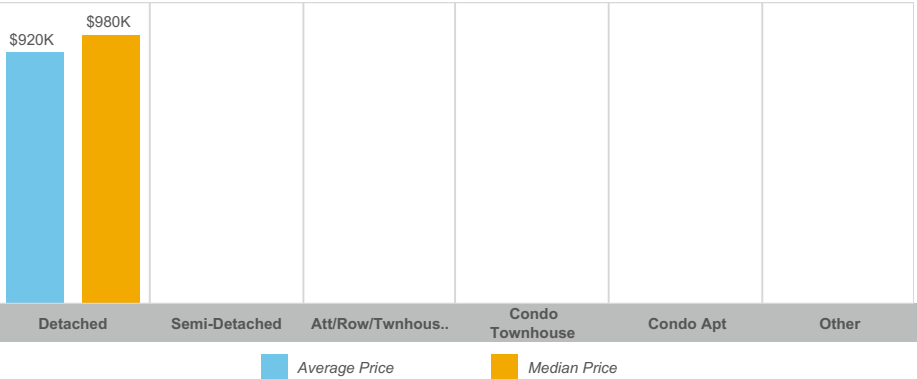 $920K
$980K
Detached
Semi-Detached
Att/Row/Twnhous..
Condo
Townhouse
Condo Apt
Other
Average Price
Median Price